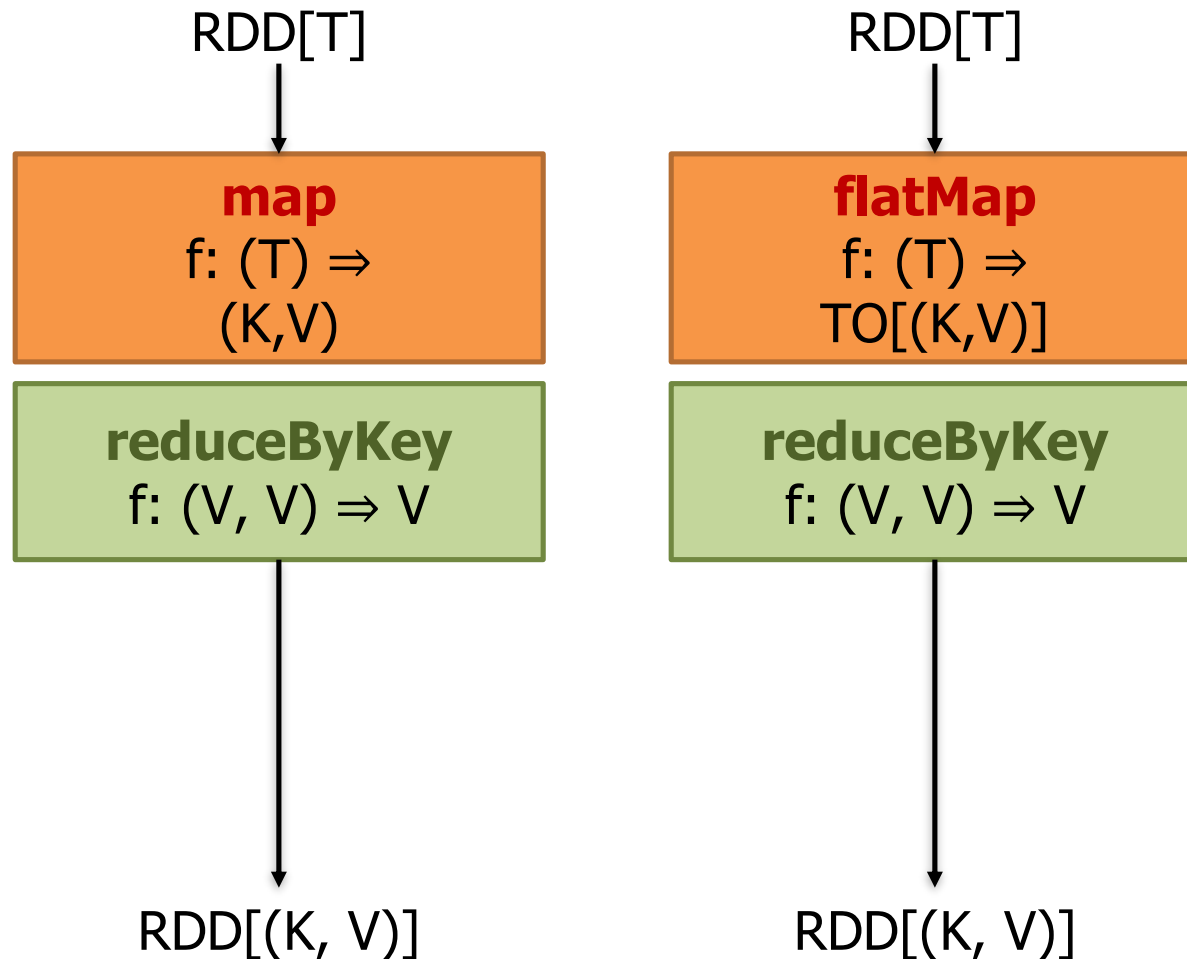 RDD[T]
map
f: (T) ⇒
(K,V)
reduceByKey
f: (V, V) ⇒ V
RDD[(K, V)]
RDD[T]
flatMap
f: (T) ⇒
TO[(K,V)]
reduceByKey
f: (V, V) ⇒ V
RDD[(K, V)]